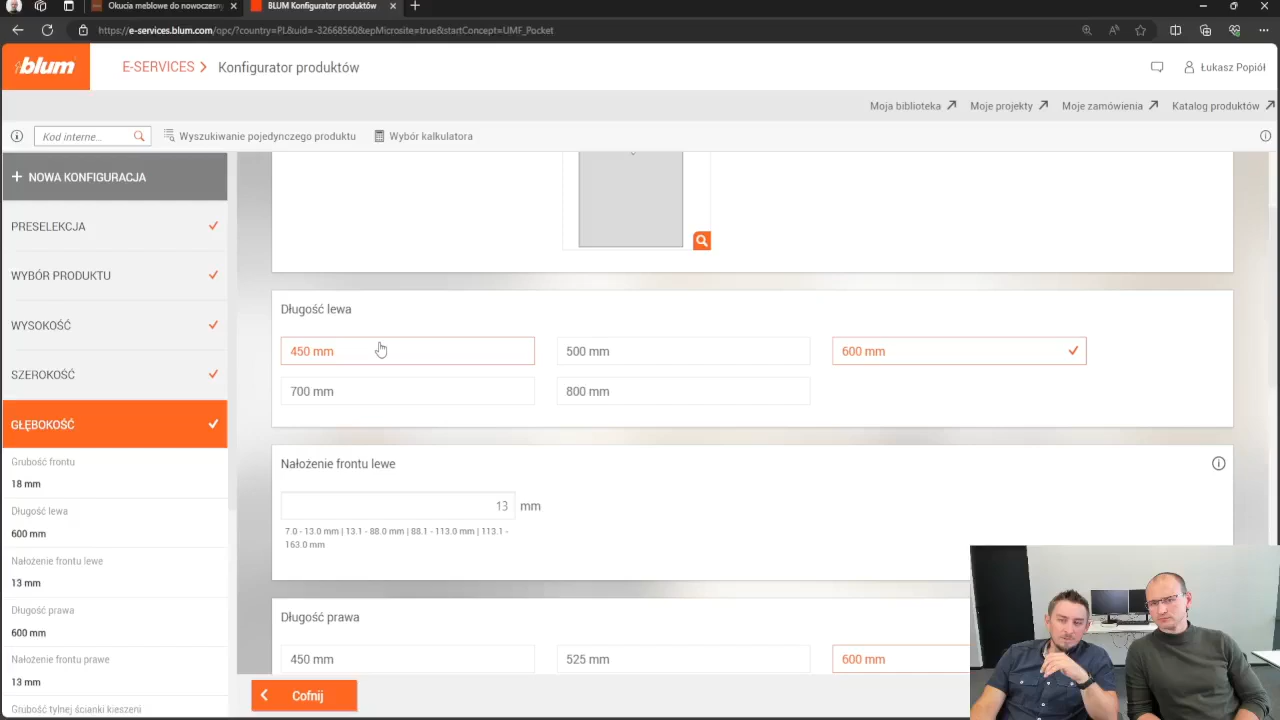 Okucia meblowe do nowoczesn
BLUM Konfigurator produktów
https://e-services.blum.com/opc/?country=PL&uid=-32668560&epMicrosite=true&startConcept=UMF_Pocket
blum
E-SERVICES Konfigurator produktów
Łukasz Popiół
Moja biblioteka Moje projekty Moje zamówienia Katalog produktów
Kod interne... Wyszukiwanie pojedynczego produktu Wybór kalkulatora
+ NOWA KONFIGURACJA
PRESELEKCJA
WYBÓR PRODUKTU
WYSOKOŚĆ
SZEROKOŚĆ
GŁĘBOKOŚĆ
Grubość frontu
18 mm
Długość lewa
600 mm
Nałożenie frontu lewe
13 mm
Długość prawa
600 mm
Nałożenie frontu prawe
13 mm
Grubość tylnej ścianki kieszeni
Długość lewa
450 mm 500 mm 600 mm
700 mm 800 mm
Nałożenie frontu lewe
13 mm
7.0 - 13.0 mm | 13.1 - 88.0 mm | 88.1 - 113.0 mm | 113.1 -
163.0 mm
Długość prawa
450 mm 525 mm 600 mm
Cofnij